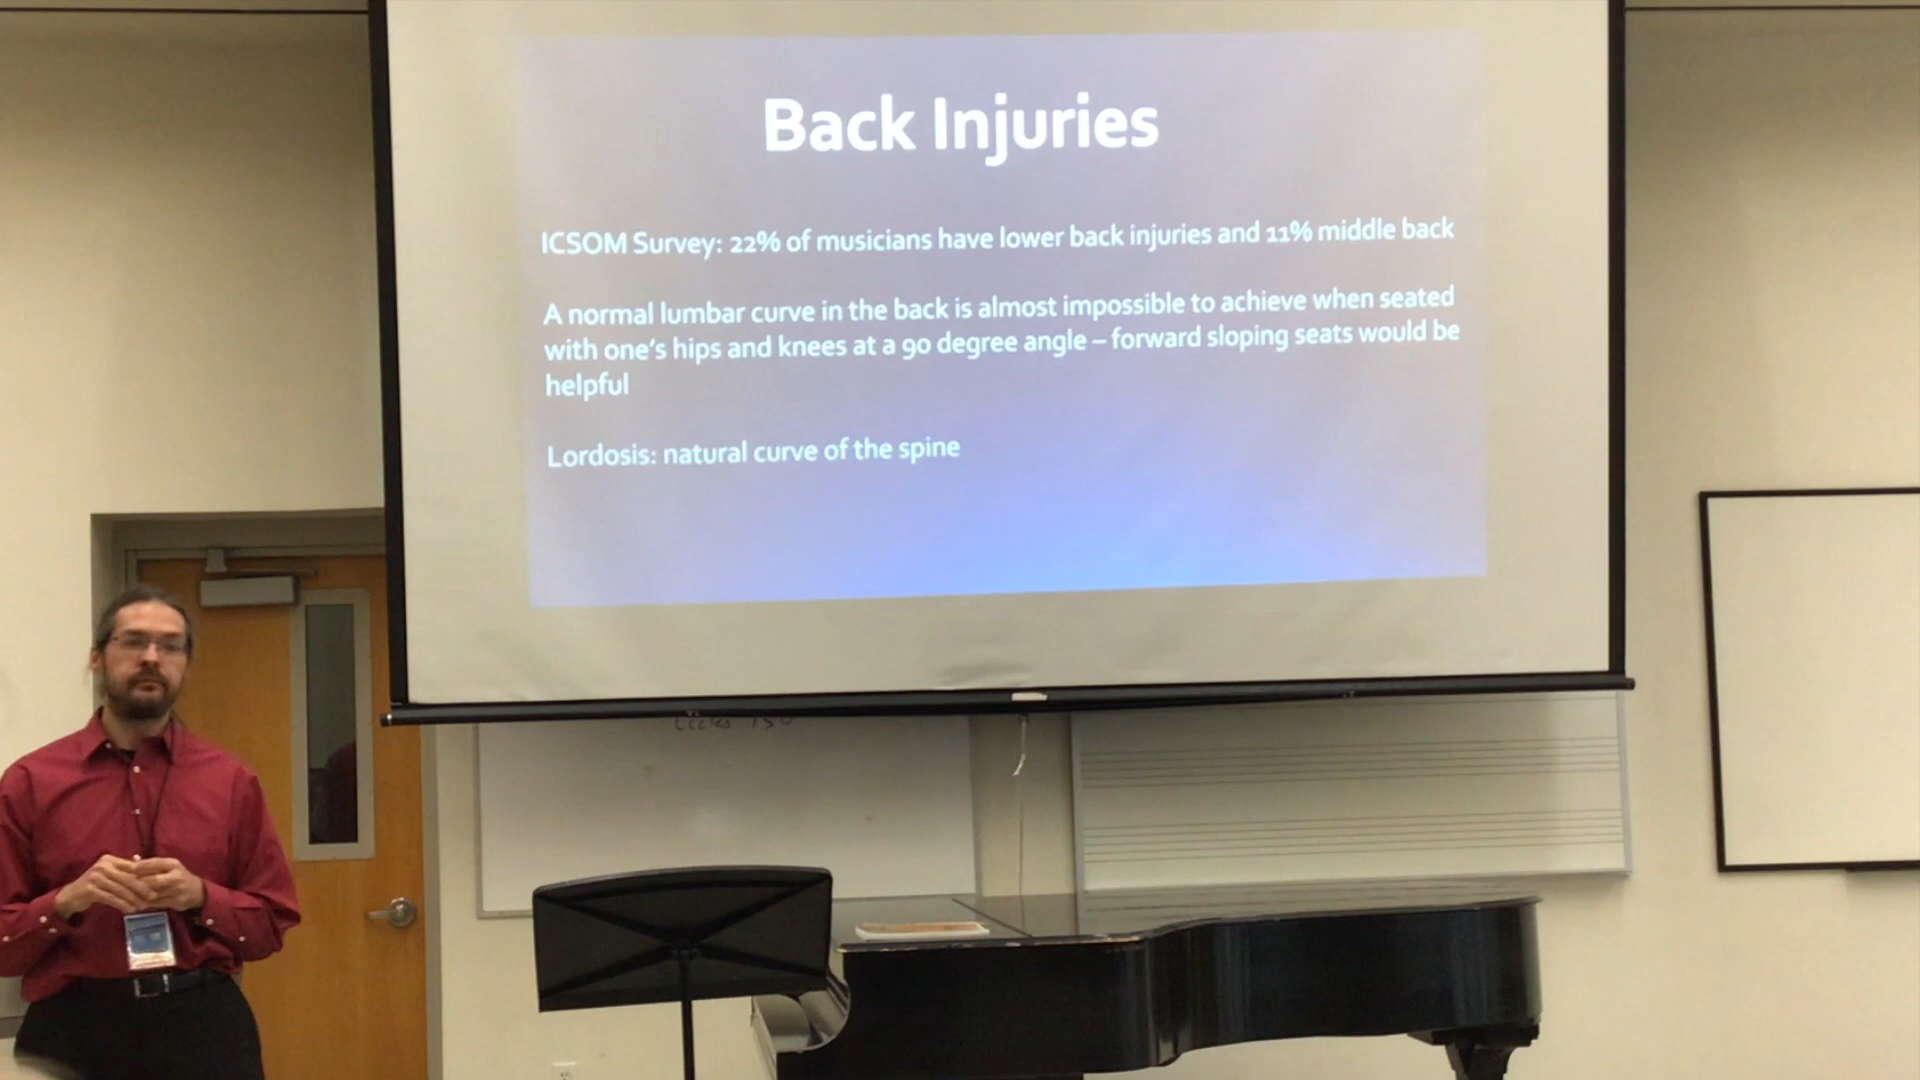 Back Injuries
ICSOM Survey: 22% of musicians have lower back injuries and 11% middle back
A normal lumbar curve in the back is almost impossible to achieve when seated
with one's hips and knees at a 90 degree angle – forward sloping seats would be
helpful
Lordosis: natural curve of the spine